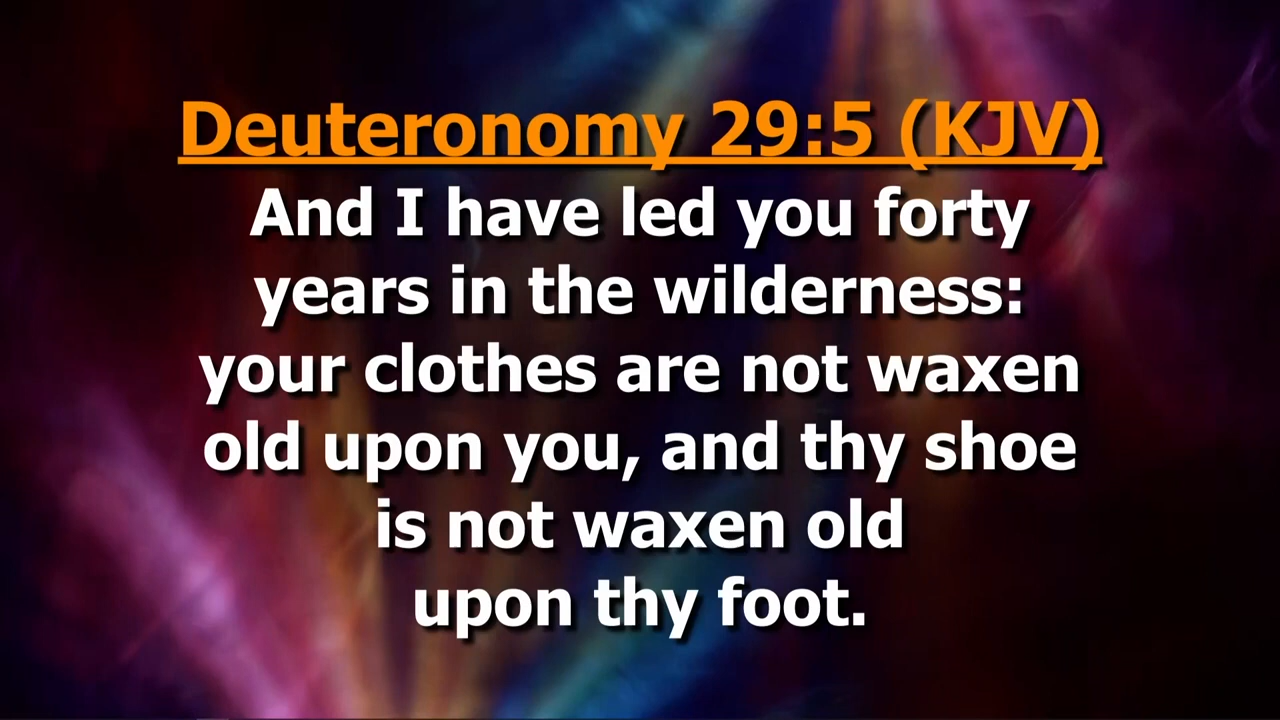 Deuteronomy 29:5 (KJV)
And I have led you forty
years in the wilderness:
your clothes are not waxen
old upon you, and thy shoe
is not waxen old
upon thy foot.